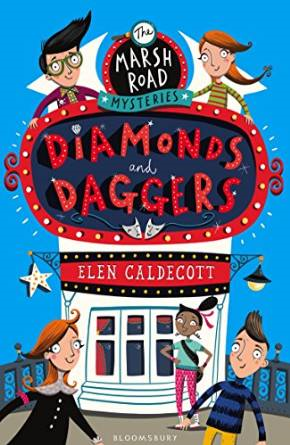 The
MARSH
ROAD
MYSTERIES
DIAMONDS
and
DAGGERS
ELEN CALDECOTT
BLOOMSBURY